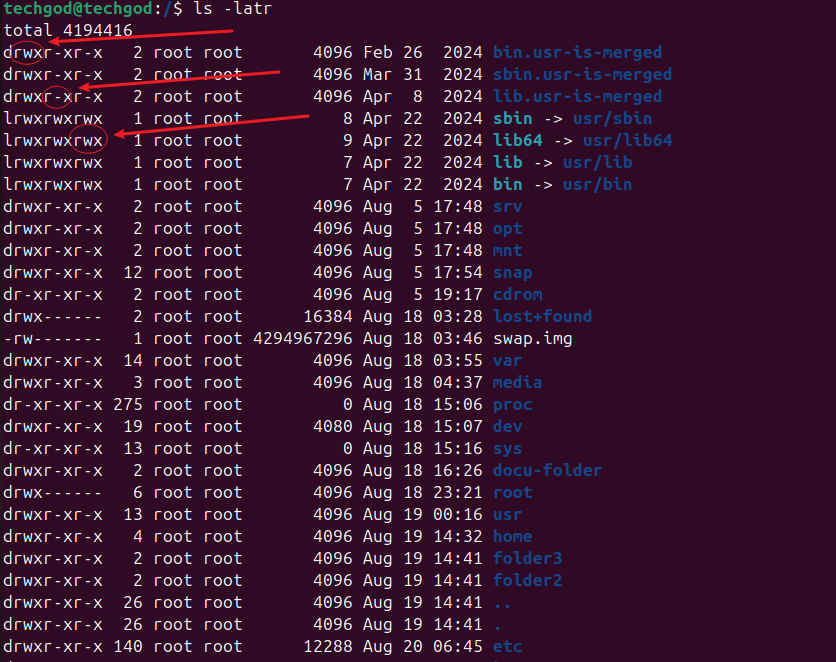 techgod@techgod:/$ ls -latr
total 4194416
drwxr-xr-x   2 root root       4096 Feb 26  2024 bin.usr-is-merged
drwxr-xr-x   2 root root       4096 Mar 31  2024 sbin.usr-is-merged
drwxr-xr-x   2 root root       4096 Apr  8  2024 lib.usr-is-merged
lrwxrwxrwx   1 root root          8 Apr 22  2024 sbin -> usr/sbin
lrwxrwxrwx   1 root root          9 Apr 22  2024 lib64 -> usr/lib64
lrwxrwxrwx   1 root root          7 Apr 22  2024 lib -> usr/lib
lrwxrwxrwx   1 root root          7 Apr 22  2024 bin -> usr/bin
drwxr-xr-x   2 root root       4096 Aug  5 17:48 srv
drwxr-xr-x   2 root root       4096 Aug  5 17:48 opt
drwxr-xr-x   2 root root       4096 Aug  5 17:48 mnt
drwxr-xr-x  12 root root       4096 Aug  5 17:54 snap
dr-xr-xr-x   2 root root       4096 Aug  5 19:17 cdrom
drwx------   2 root root      16384 Aug 18 03:28 lost+found
-rw-------   1 root root 4294967296 Aug 18 03:46 swap.img
drwxr-xr-x  14 root root       4096 Aug 18 03:55 var
drwxr-xr-x   3 root root       4096 Aug 18 04:37 media
dr-xr-xr-x 275 root root          0 Aug 18 15:06 proc
drwxr-xr-x  19 root root       4080 Aug 18 15:07 dev
dr-xr-xr-x  13 root root          0 Aug 18 15:16 sys
drwxr-xr-x   2 root root       4096 Aug 18 16:26 docu-folder
drwx------   6 root root       4096 Aug 18 23:21 root
drwxr-xr-x  13 root root       4096 Aug 19 00:16 usr
drwxr-xr-x   4 root root       4096 Aug 19 14:32 home
drwxr-xr-x   2 root root       4096 Aug 19 14:41 folder3
drwxr-xr-x   2 root root       4096 Aug 19 14:41 folder2
drwxr-xr-x  26 root root       4096 Aug 19 14:41 ..
drwxr-xr-x  26 root root       4096 Aug 19 14:41 .
drwxr-xr-x 140 root root      12288 Aug 20 06:45 etc